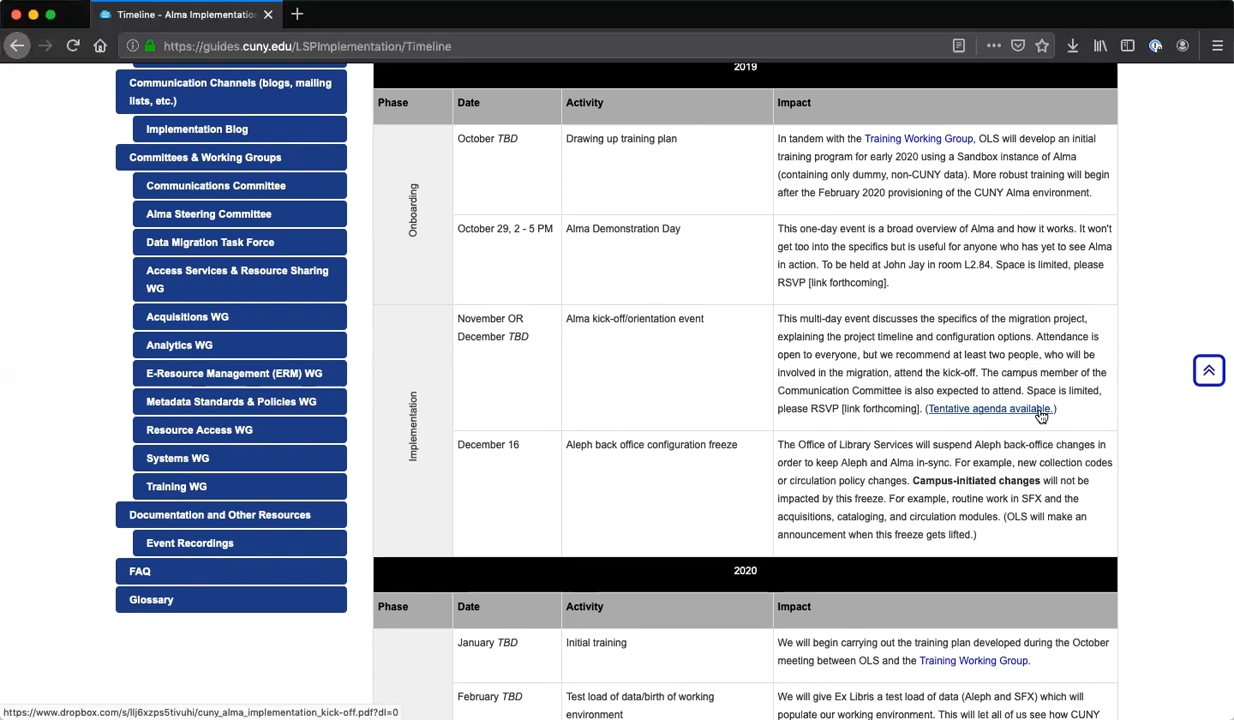 Timeline - Alma Implementation
https://guides.cuny.edu/LSPImplementation/Timeline
Communication Channels (blogs, mailing
lists, etc.)
Implementation Blog
Committees & Working Groups
Communications Committee
Alma Steering Committee
Data Migration Task Force
Access Services & Resource Sharing
WG
Acquisitions WG
Analytics WG
E-Resource Management (ERM) WG
Metadata Standards & Policies WG
Resource Access WG
Systems WG
Training WG
Documentation and Other Resources
Event Recordings
FAQ
Glossary
2019
Phase Date Activity Impact
Onboarding
October TBD
Drawing up training plan
In tandem with the Training Working Group, OLS will develop an initial
training program for early 2020 using a Sandbox instance of Alma
(containing only dummy, non-CUNY data). More robust training will begin
after the February 2020 provisioning of the CUNY Alma environment.
October 29, 2 - 5 PM
Alma Demonstration Day
This one-day event is a broad overview of Alma and how it works. It won't
get too into the specifics but is useful for anyone who has yet to see Alma
in action. To be held at John Jay in room L2.84. Space is limited, please
RSVP [link forthcoming].
Implementation
November OR
December TBD
Alma kick-off/orientation event
This multi-day event discusses the specifics of the migration project,
explaining the project timeline and configuration options. Attendance is
open to everyone, but we recommend at least two people, who will be
involved in the migration, attend the kick-off. The campus member of the
Communication Committee is also expected to attend. Space is limited,
please RSVP [link forthcoming]. (Tentative agenda available.)
December 16
Aleph back office configuration freeze
The Office of Library Services will suspend Aleph back-office changes in
order to keep Aleph and Alma in-sync. For example, new collection codes
or circulation policy changes. Campus-initiated changes will not be
impacted by this freeze. For example, routine work in SFX and the
acquisitions, cataloging, and circulation modules. (OLS will make an
announcement when this freeze gets lifted.)
2020
Phase Date Activity Impact
January TBD
Initial training
We will begin carrying out the training plan developed during the October
meeting between OLS and the Training Working Group.
February TBD
Test load of data/birth of working
environment
We will give Ex Libris a test load of data (Aleph and SFX) which will
populate our working environment. This will let all of us see how CUNY
https://www.dropbox.com/s/llj6xzps5tivuhi/cuny_alma_implementation_kick-off.pdf?dl=0